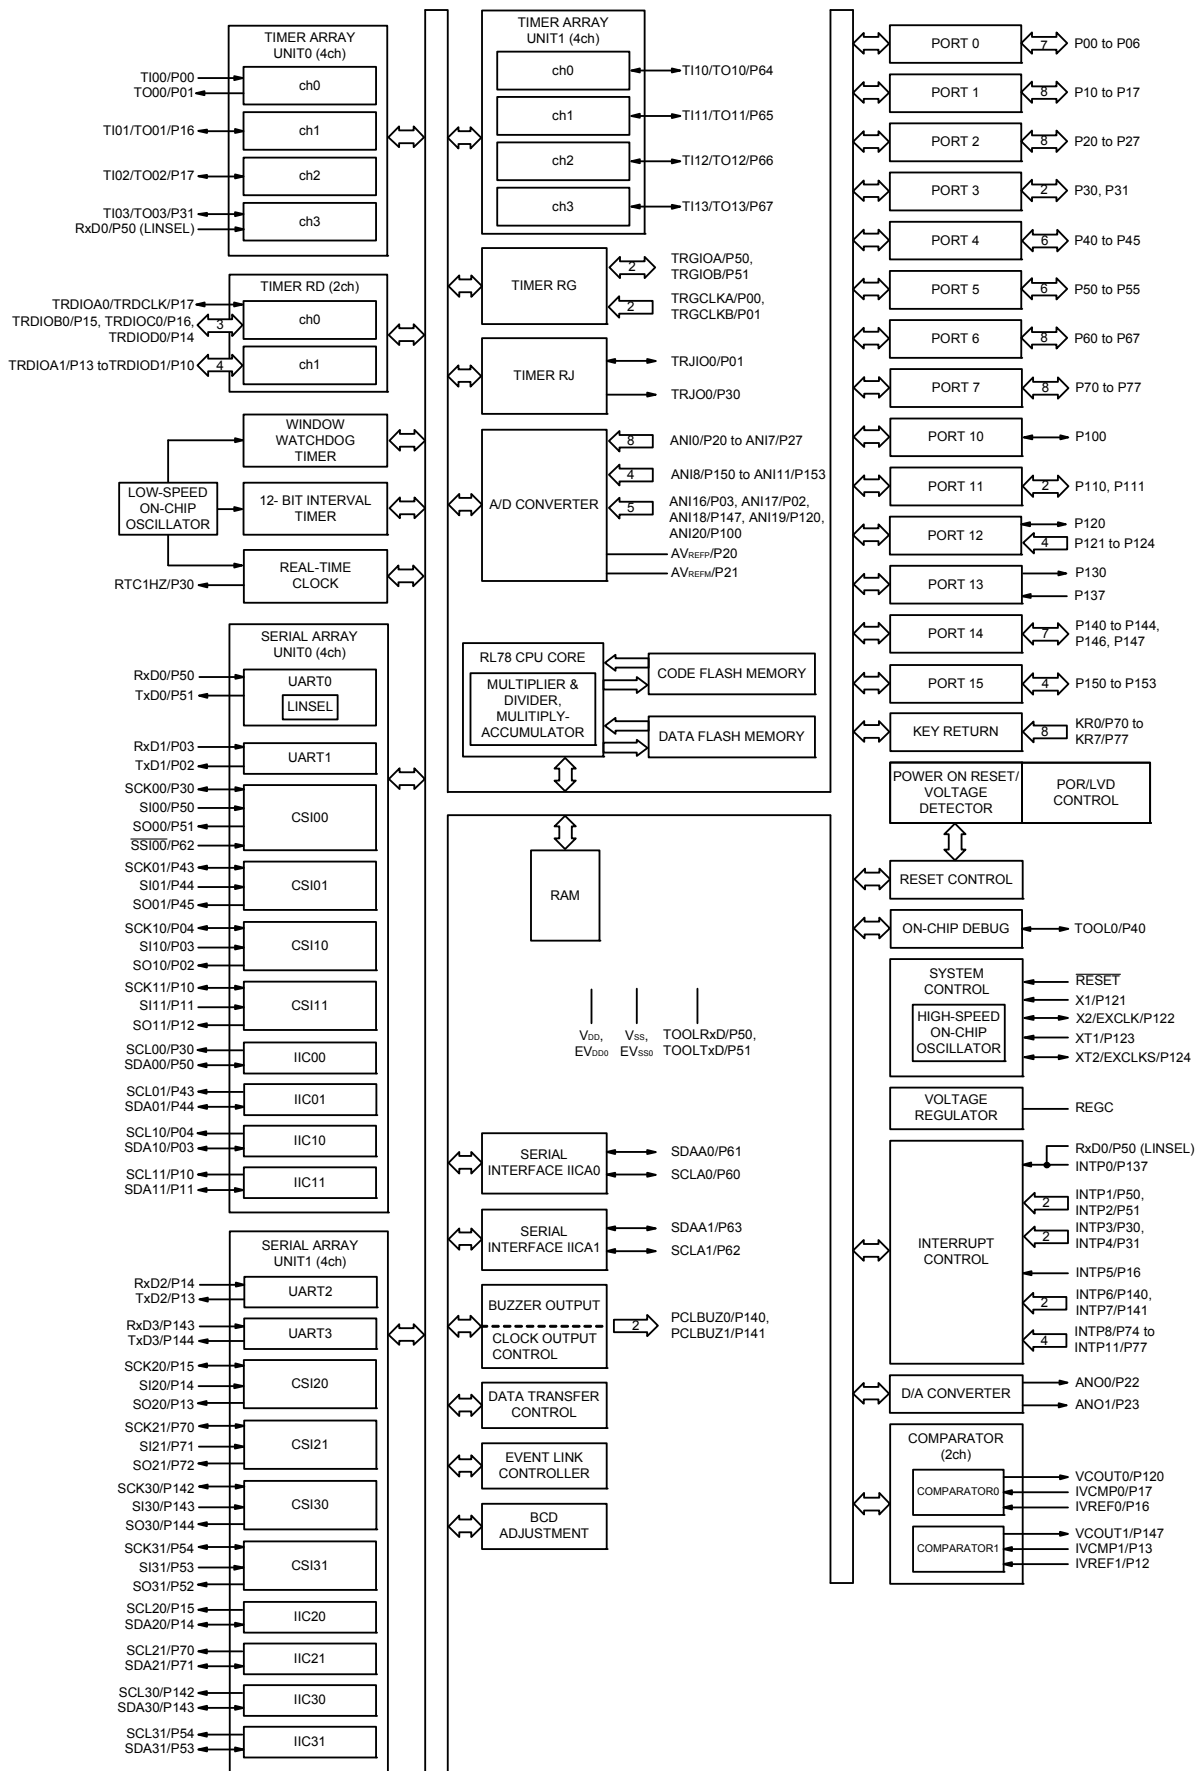 TIMER ARRAY
UNIT0 (4ch)
TI00/P00
TO00/P01
ch0
TI01/TO01/P16
ch1
TI02/TO02/P17
ch2
TI03/TO03/P31
RxD0/P50 (LINSEL)
ch3
TIMER RD (2ch)
TRDIOA0/TRDCLK/P17
TRDIOB0/P15, TRDIOC0/P16,
TRDIOD0/P14
3
ch0
TRDIOA1/P13 toTRDIOD1/P10
4
ch1
WINDOW
WATCHDOG
TIMER
LOW-SPEED
ON-CHIP
OSCILLATOR
12- BIT INTERVAL
TIMER
REAL-TIME
CLOCK
RTC1HZ/P30
SERIAL ARRAY
UNIT0 (4ch)
RxD0/P50
TxD0/P51
UART0
LINSEL
RxD1/P03
TxD1/P02
UART1
SCK00/P30
SI00/P50
SO00/P51
SSI00/P62
CSI00
SCK01/P43
SI01/P44
SO01/P45
CSI01
SCK10/P04
SI10/P03
SO10/P02
CSI10
SCK11/P10
SI11/P11
SO11/P12
CSI11
SCL00/P30
SDA00/P50
IIC00
SCL01/P43
SDA01/P44
IIC01
SCL10/P04
SDA10/P03
IIC10
SCL11/P10
SDA11/P11
IIC11
SERIAL ARRAY
UNIT1 (4ch)
RxD2/P14
TxD2/P13
UART2
RxD3/P143
TxD3/P144
UART3
SCK20/P15
SI20/P14
SO20/P13
CSI20
SCK21/P70
SI21/P71
SO21/P72
CSI21
SCK30/P142
SI30/P143
SO30/P144
CSI30
SCK31/P54
SI31/P53
SO31/P52
CSI31
SCL20/P15
SDA20/P14
IIC20
SCL21/P70
SDA21/P71
IIC21
SCL30/P142
SDA30/P143
IIC30
SCL31/P54
SDA31/P53
IIC31
TIMER ARRAY
UNIT1 (4ch)
ch0
TI10/TO10/P64
ch1
TI11/TO11/P65
ch2
TI12/TO12/P66
ch3
TI13/TO13/P67
TIMER RG
2
TRGIOA/P50,
TRGIOB/P51
2
TRGCLKA/P00,
TRGCLKB/P01
TIMER RJ
TRJIO0/P01
TRJO0/P30
A/D CONVERTER
8
ANI0/P20 to ANI7/P27
4
ANI8/P150 to ANI11/P153
5
ANI16/P03, ANI17/P02,
ANI18/P147, ANI19/P120,
ANI20/P100
AVREFP/P20
AVREFM/P21
RL78 CPU CORE
MULTIPLIER &
DIVIDER,
MULITIPLY-
ACCUMULATOR
CODE FLASH MEMORY
DATA FLASH MEMORY
RAM
VDD,
EVDD0
VSS,
EVSS0
TOOLRxD/P50,
TOOLTxD/P51
SERIAL
INTERFACE IICA0
SDAA0/P61
SCLA0/P60
SERIAL
INTERFACE IICA1
SDAA1/P63
SCLA1/P62
BUZZER OUTPUT
CLOCK OUTPUT
CONTROL
2
PCLBUZ0/P140,
PCLBUZ1/P141
DATA TRANSFER
CONTROL
EVENT LINK
CONTROLLER
BCD
ADJUSTMENT
PORT 0
7
P00 to P06
PORT 1
8
P10 to P17
PORT 2
8
P20 to P27
PORT 3
2
P30, P31
PORT 4
6
P40 to P45
PORT 5
6
P50 to P55
PORT 6
8
P60 to P67
PORT 7
8
P70 to P77
PORT 10
P100
PORT 11
2
P110, P111
PORT 12
P120
4
P121 to P124
PORT 13
P130
P137
PORT 14
7
P140 to P144,
P146, P147
PORT 15
4
P150 to P153
KEY RETURN
8
KR0/P70 to
KR7/P77
POWER ON RESET/
VOLTAGE
DETECTOR
POR/LVD
CONTROL
RESET CONTROL
ON-CHIP DEBUG
TOOL0/P40
SYSTEM
CONTROL
HIGH-SPEED
ON-CHIP
OSCILLATOR
RESET
X1/P121
X2/EXCLK/P122
XT1/P123
XT2/EXCLKS/P124
VOLTAGE
REGULATOR
REGC
INTERRUPT
CONTROL
RxD0/P50 (LINSEL)
INTP0/P137
2
INTP1/P50,
INTP2/P51
2
INTP3/P30,
INTP4/P31
INTP5/P16
2
INTP6/P140,
INTP7/P141
4
INTP8/P74 to
INTP11/P77
D/A CONVERTER
ANO0/P22
ANO1/P23
COMPARATOR
(2ch)
COMPARATOR0
VCOUT0/P120
IVCMP0/P17
IVREF0/P16
COMPARATOR1
VCOUT1/P147
IVCMP1/P13
IVREF1/P12